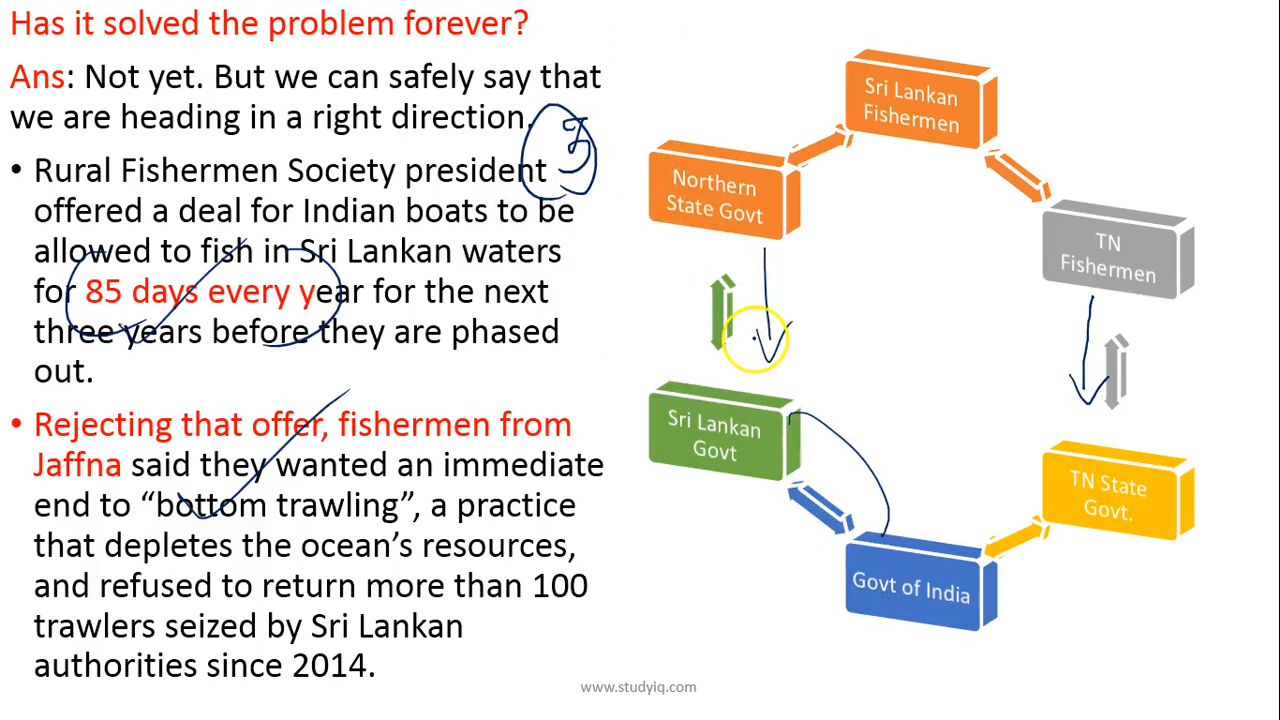 Has it solved the problem forever?
Ans: Not yet. But we can safely say that
we are heading in a right direction.
3
• Rural Fishermen Society president
offered a deal for Indian boats to be
allowed to fish in Sri Lankan waters
for 85 days every year for the next
three years before they are phased
out.
• Rejecting that offer, fishermen from
Jaffna said they wanted an immediate
end to “bottom trawling”, a practice
that depletes the ocean’s resources,
and refused to return more than 100
trawlers seized by Sri Lankan
authorities since 2014.
Sri Lankan
Fishermen
Northern
State Govt
TN
Fishermen
Sri Lankan
Govt
TN State
Govt.
Govt of India
www.studyiq.com